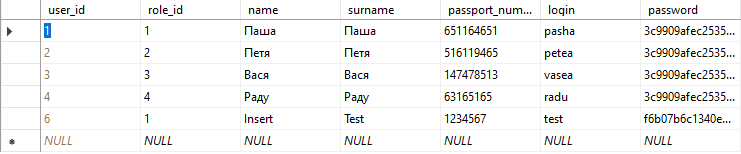 user_id role_id name surname passport_num... login password
1 1 Паша Паша 651164651 pasha 3c9909afec2535...
2 2 Петя Петя 516119465 petea 3c9909afec2535...
3 3 Вася Вася 147478513 vasea 3c9909afec2535...
4 4 Раду Раду 63165165 radu 3c9909afec2535...
6 1 Insert Test 1234567 test f6b07b6c1340e...
NULL NULL NULL NULL NULL NULL NULL